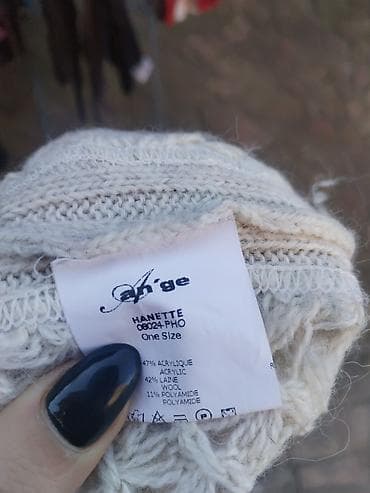 an'ge
HANETTE
08024-PHO
One Size
47% ACRYLIQUE
ACRYLIC
42% LAINE
WOOL
11% POLYAMIDE
POLYAMIDE